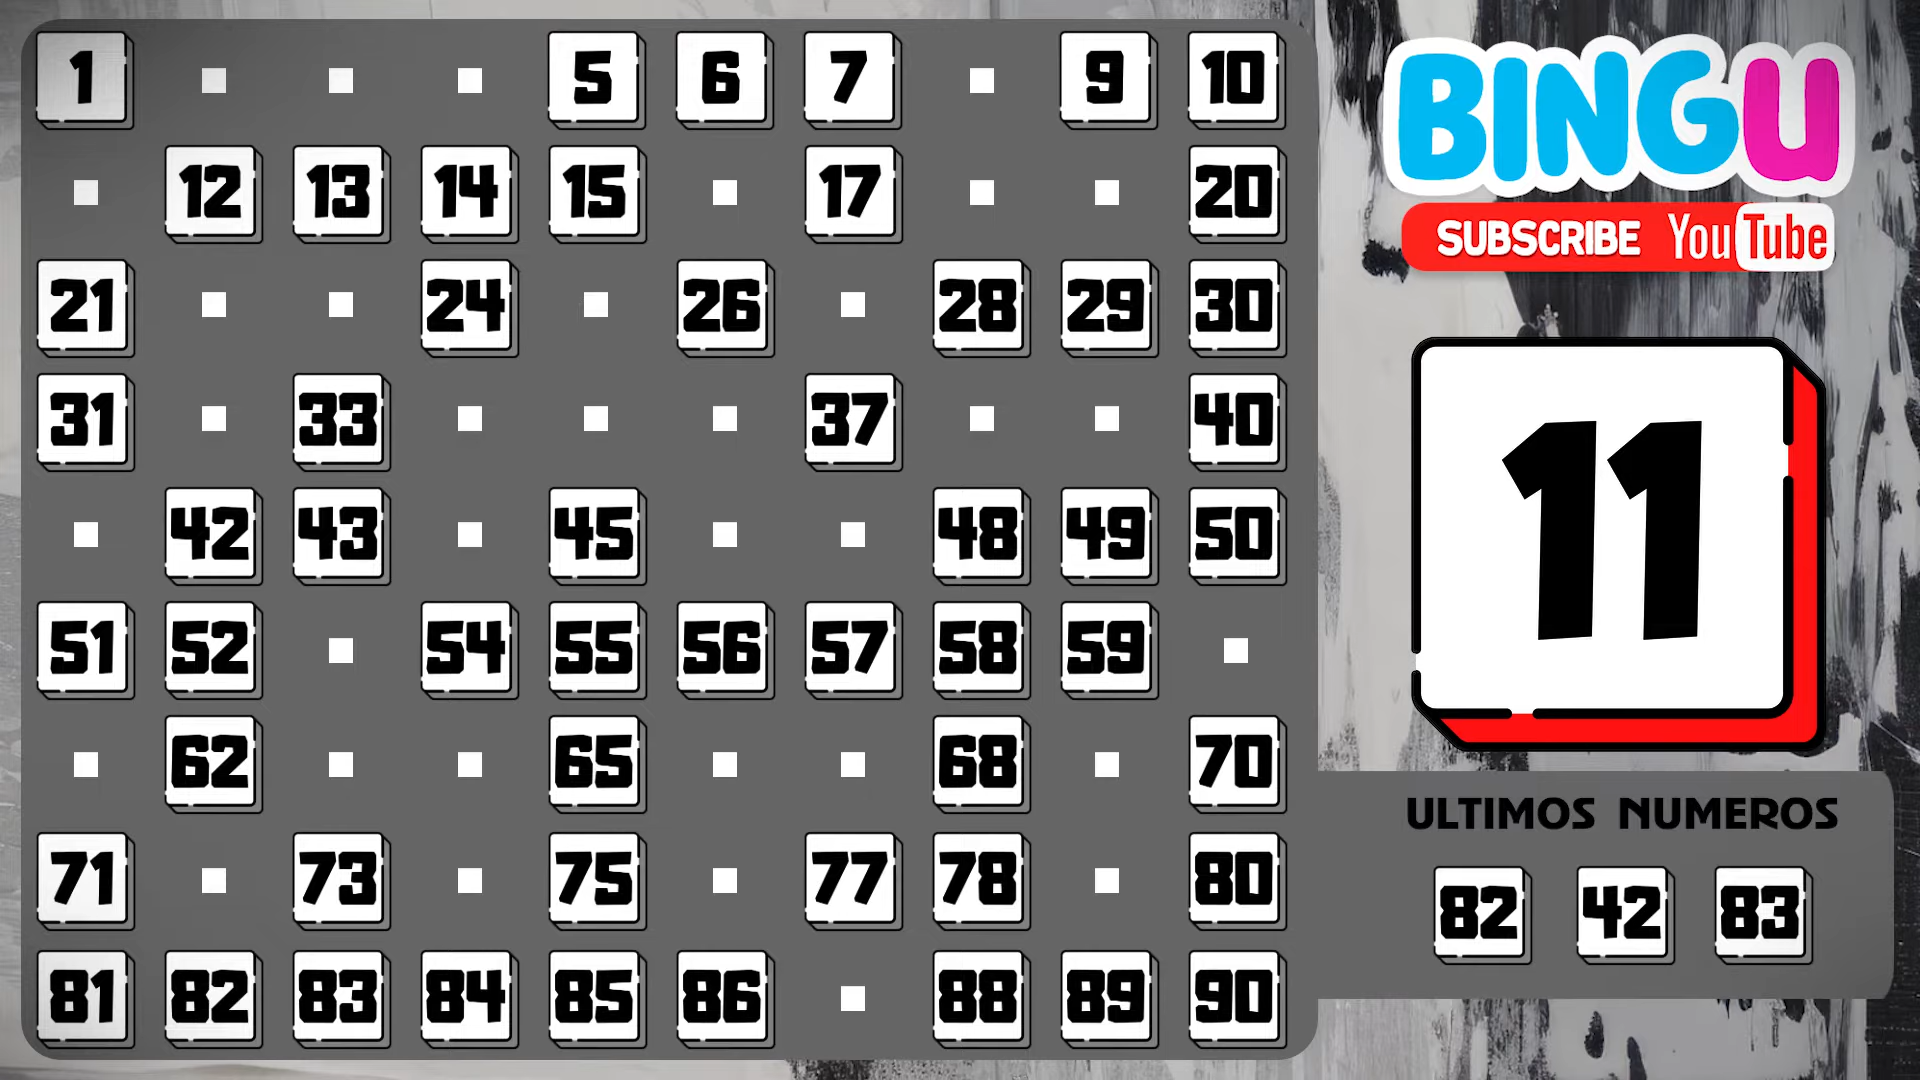 1 5 6 7 9 10
12 13 14 15 17 20
21 24 26 28 29 30
31 33 37 40
42 43 45 48 49 50
51 52 54 55 56 57 58 59
62 65 68 70
71 73 75 77 78 80
81 82 83 84 85 86 88 89 90
BINGU
SUBSCRIBE YouTube
11
ULTIMOS NUMEROS
82 42 83